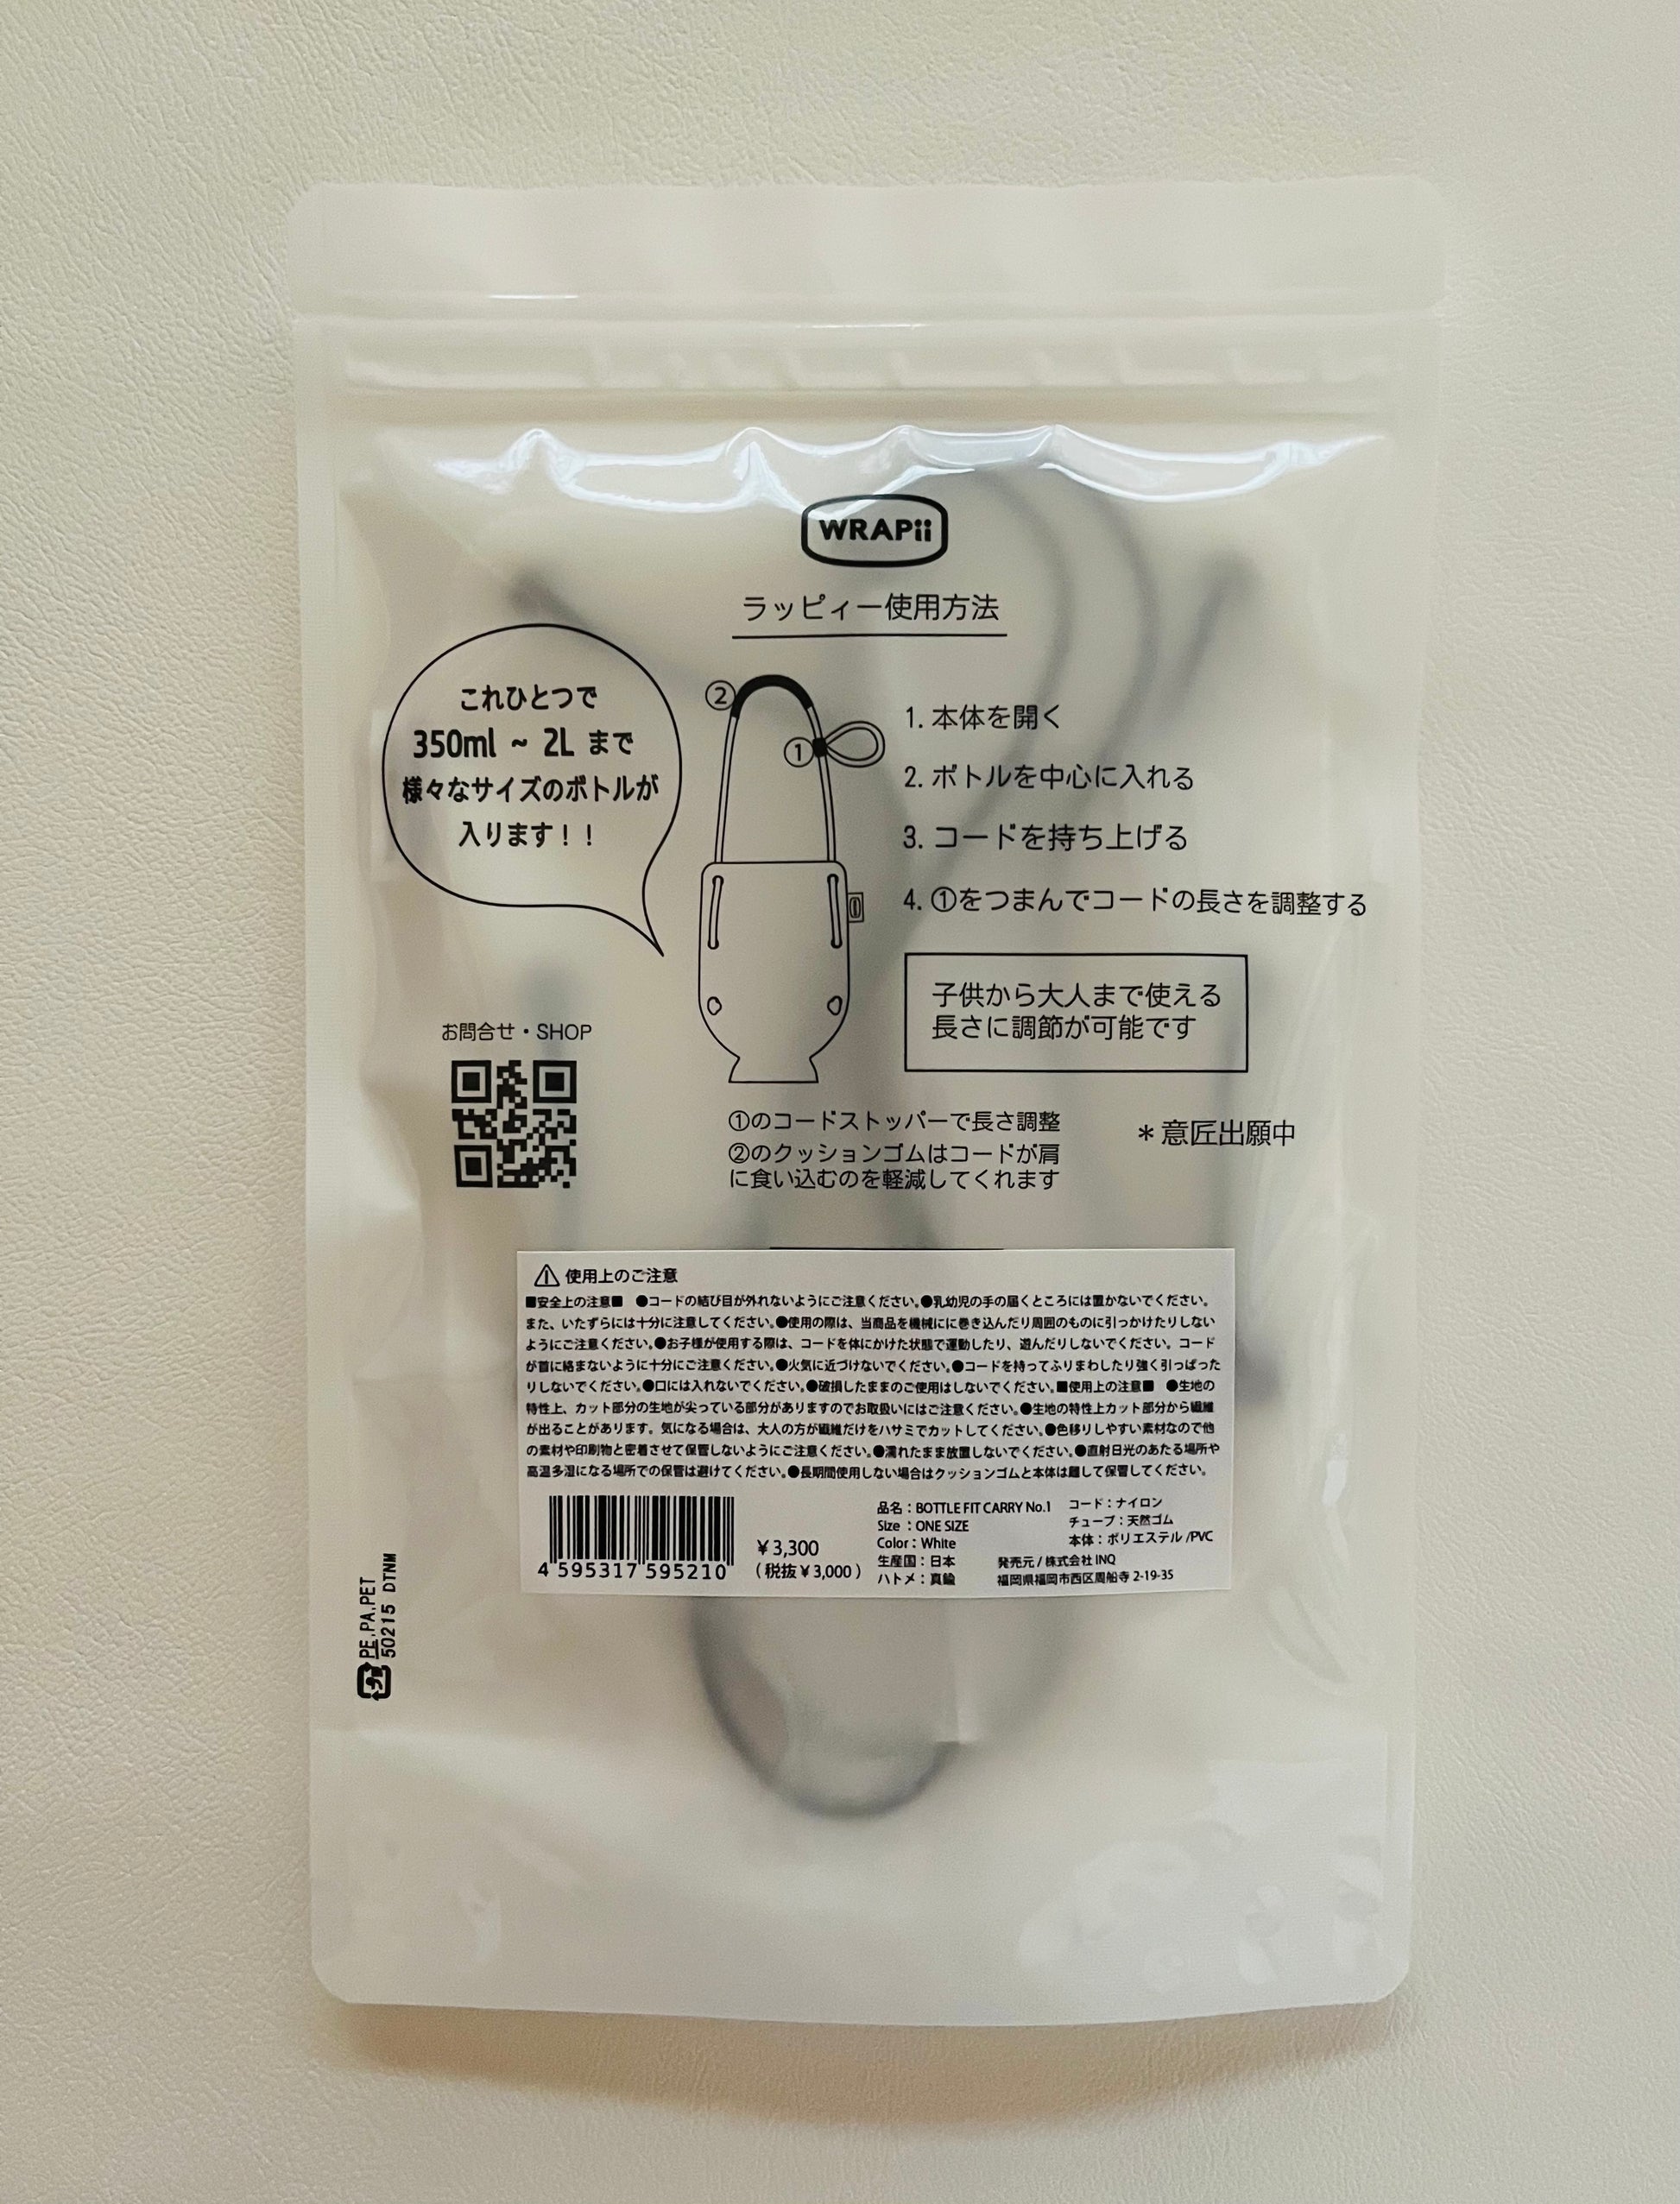 WRAPii
ラッピィー使用方法
これひとつで
350ml ~ 2L まで
様々なサイズのボトルが
入ります！！
②
①
1. 本体を開く
2. ボトルを中心に入れる
3. コードを持ち上げる
4. ①をつまんでコードの長さを調整する
子供から大人まで使える
長さに調節が可能です
お問合せ・SHOP
①のコードストッパーで長さ調整
②のクッションゴムはコードが肩
に食い込むのを軽減してくれます
＊意匠出願中
使用上のご注意
■安全上の注意■　●コードの結び目が外れないようにご注意ください。●乳幼児の手の届くところには置かないでください。
また、いたずらには十分に注意してください。●使用の際は、当商品を機械にに巻き込んだり周囲のものに引っかけたりしない
ようにご注意ください。●お子様が使用する際は、コードを体にかけた状態で運動したり、遊んだりしないでください。コード
が首に絡まないように十分にご注意ください。●火気に近づけないでください。●コードを持ってふりまわしたり強く引っぱった
りしないでください。●口には入れないでください。●破損したままのご使用はしないでください。■使用上の注意■　●生地の
特性上、カット部分の生地が尖っている部分がありますのでお取扱いにはご注意ください。●生地の特性上カット部分から繊維
が出ることがあります。気になる場合は、大人の方が繊維だけをハサミでカットしてください。●色移りしやすい素材なので他
の素材や印刷物と密着させて保管しないようにご注意ください。●濡れたまま放置しないでください。●直射日光のあたる場所や
高温多湿になる場所での保管は避けてください。●長期間使用しない場合はクッションゴムと本体は離して保管してください。
4 595317 595210
￥3,300
（税抜￥3,000）
品名：BOTTLE FIT CARRY No.1
Size：ONE SIZE
Color：White
生産国：日本
ハトメ：真鍮
コード：ナイロン
チューブ：天然ゴム
本体：ポリエステル /PVC
発売元 / 株式会社 INQ
福岡県福岡市西区周船寺 2-19-35
PE,PA,PET
50215 DTNM